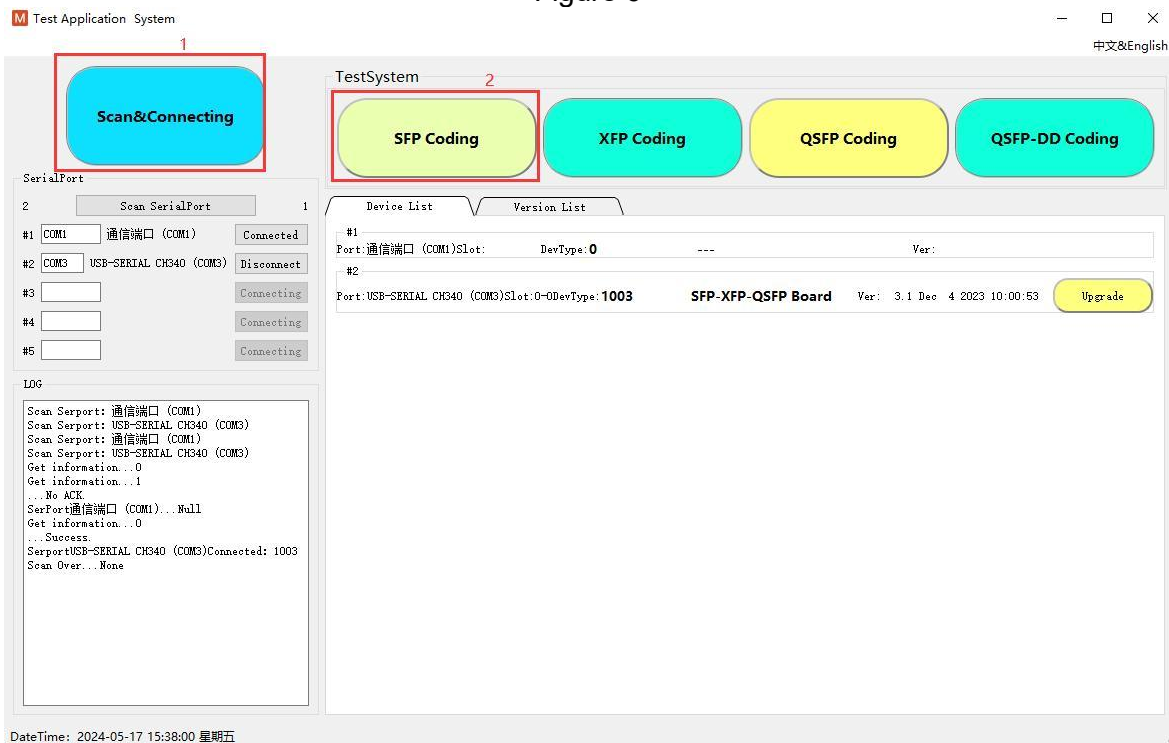 M Test Application System
中文&English
1
Scan&Connecting
TestSystem
2
SFP Coding
XFP Coding
QSFP Coding
QSFP-DD Coding
SerialPort
2 Scan SerialPort 1
#1 COM1 通信端口 (COM1) Connected
#2 COM3 USB-SERIAL CH340 (COM3) Disconnect
#3 Connecting
#4 Connecting
#5 Connecting
Device List
Version List
#1
Port:通信端口 (COM1)Slot: DevType:0 --- Ver:
#2
Port:USB-SERIAL CH340 (COM3)Slot:0-0DevType:1003 SFP-XFP-QSFP Board Ver: 3.1 Dec 4 2023 10:00:53 Upgrade
LOG
Scan Serport: 通信端口 (COM1)
Scan Serport: USB-SERIAL CH340 (COM3)
Scan Serport: 通信端口 (COM1)
Scan Serport: USB-SERIAL CH340 (COM3)
Get information...0
Get information...1
...No ACK.
SerPort通信端口 (COM1)...Null
Get information...0
...Success.
SerportUSB-SERIAL CH340 (COM3)Connected: 1003
Scan Over...None
DateTime: 2024-05-17 15:38:00 星期五